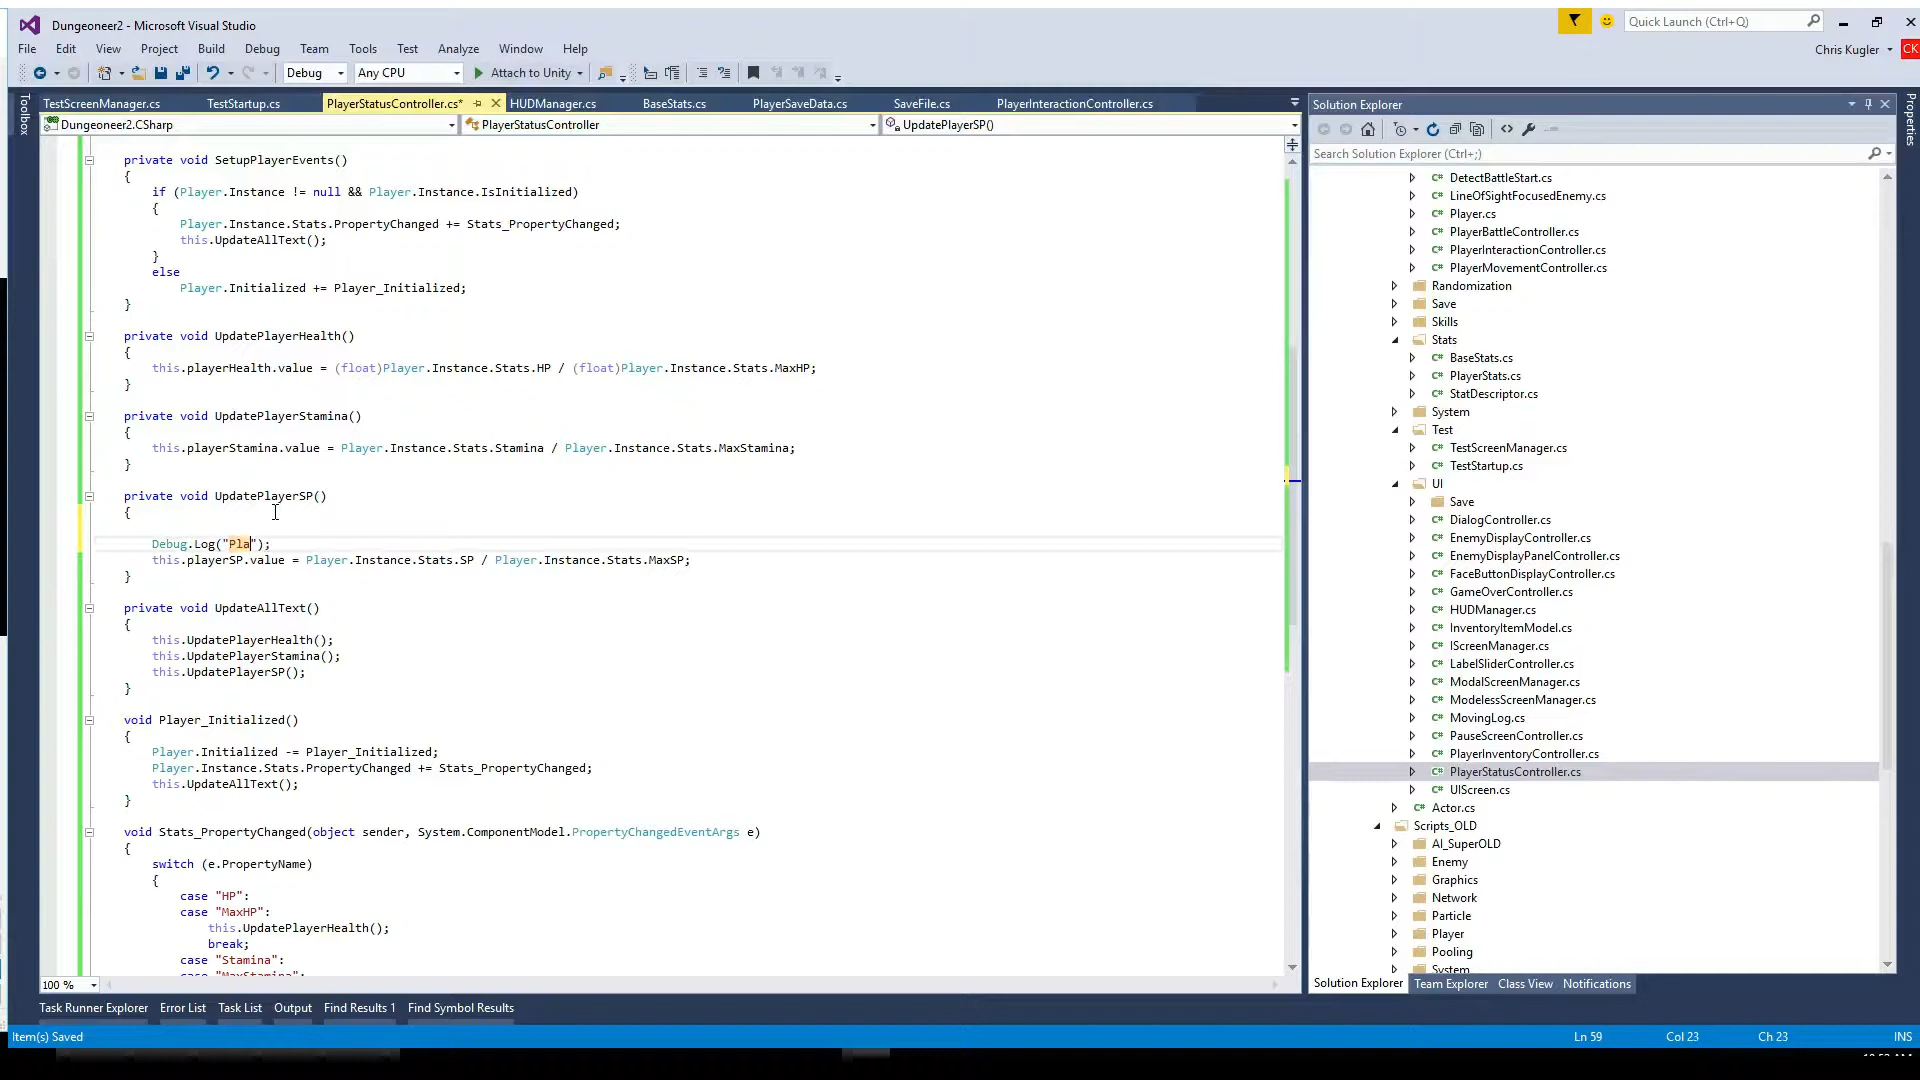 Dungeoneer2 - Microsoft Visual Studio
Quick Launch (Ctrl+Q)
File Edit View Project Build Debug Team Tools Test Analyze Window Help
Chris Kugler CK
Debug Any CPU Attach to Unity
Toolbox
TestScreenManager.cs TestStartup.cs PlayerStatusController.cs* HUDManager.cs BaseStats.cs PlayerSaveData.cs SaveFile.cs PlayerInteractionController.cs
Dungeoneer2.CSharp PlayerStatusController UpdatePlayerSP()
private void SetupPlayerEvents()
{
if (Player.Instance != null && Player.Instance.IsInitialized)
{
Player.Instance.Stats.PropertyChanged += Stats_PropertyChanged;
this.UpdateAllText();
}
else
Player.Initialized += Player_Initialized;
}
private void UpdatePlayerHealth()
{
this.playerHealth.value = (float)Player.Instance.Stats.HP / (float)Player.Instance.Stats.MaxHP;
}
private void UpdatePlayerStamina()
{
this.playerStamina.value = Player.Instance.Stats.Stamina / Player.Instance.Stats.MaxStamina;
}
private void UpdatePlayerSP()
{
Debug.Log("Pla");
this.playerSP.value = Player.Instance.Stats.SP / Player.Instance.Stats.MaxSP;
}
private void UpdateAllText()
{
this.UpdatePlayerHealth();
this.UpdatePlayerStamina();
this.UpdatePlayerSP();
}
void Player_Initialized()
{
Player.Initialized -= Player_Initialized;
Player.Instance.Stats.PropertyChanged += Stats_PropertyChanged;
this.UpdateAllText();
}
void Stats_PropertyChanged(object sender, System.ComponentModel.PropertyChangedEventArgs e)
{
switch (e.PropertyName)
{
case "HP":
case "MaxHP":
this.UpdatePlayerHealth();
break;
case "Stamina":
case "MaxStamina":
100 %
Solution Explorer
Search Solution Explorer (Ctrl+;)
C# DetectBattleStart.cs
C# LineOfSightFocusedEnemy.cs
C# Player.cs
C# PlayerBattleController.cs
C# PlayerInteractionController.cs
C# PlayerMovementController.cs
Randomization
Save
Skills
Stats
C# BaseStats.cs
C# PlayerStats.cs
C# StatDescriptor.cs
System
Test
C# TestScreenManager.cs
C# TestStartup.cs
UI
Save
C# DialogController.cs
C# EnemyDisplayController.cs
C# EnemyDisplayPanelController.cs
C# FaceButtonDisplayController.cs
C# GameOverController.cs
C# HUDManager.cs
C# InventoryItemModel.cs
C# IScreenManager.cs
C# LabelSliderController.cs
C# ModalScreenManager.cs
C# ModelessScreenManager.cs
C# MovingLog.cs
C# PauseScreenController.cs
C# PlayerInventoryController.cs
C# PlayerStatusController.cs
C# UIScreen.cs
C# Actor.cs
Scripts_OLD
AI_SuperOLD
Enemy
Graphics
Network
Particle
Player
Pooling
System
Solution Explorer Team Explorer Class View Notifications
Properties
Task Runner Explorer Error List Task List Output Find Results 1 Find Symbol Results
Item(s) Saved Ln 59 Col 23 Ch 23 INS